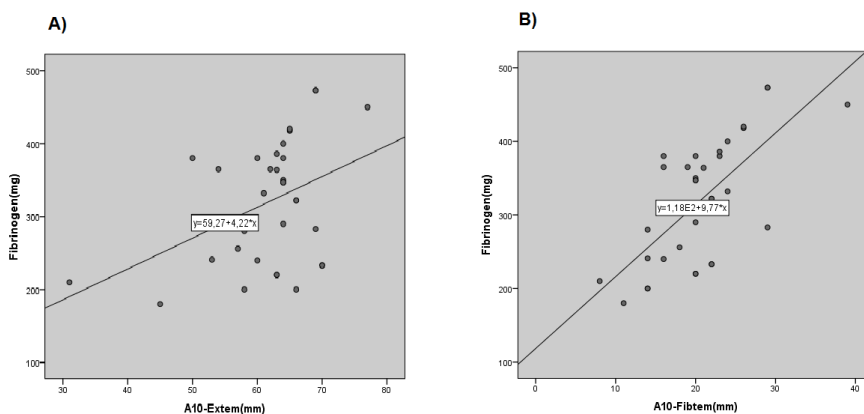 A)
Fibrinogen(mg)
500
400
300
200
100
y=59,27+4,22*x
30 40 50 60 70 80
A10-Extem(mm)
B)
Fibrinogen(mg)
500
400
300
200
100
y=1,18E2+9,77*x
0 10 20 30 40
A10-Fibtem(mm)